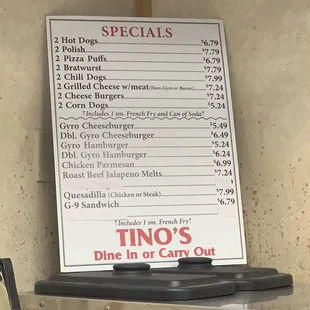 SPECIALS
2 Hot Dogs $6.79
2 Polish $7.79
2 Pizza Puffs $6.79
2 Bratwurst $7.79
2 Chili Dogs $7.99
2 Grilled Cheese w/meat (Ham, Gyro or Bacon) $7.24
2 Cheese Burgers $7.24
2 Corn Dogs $5.24
"Includes 1 sm. French Fry and Can of Soda"
Gyro Cheeseburger $5.49
Dbl. Gyro Cheeseburger $6.49
Gyro Hamburger $5.24
Dbl. Gyro Hamburger $6.24
Chicken Parmesan $6.99
Roast Beef Jalapeno Melts $7.24
Quesadilla (Chicken or Steak) $7.99
G-9 Sandwich $6.79
"Includes 1 sm. French Fry"
TINO'S
Dine in or Carry Out